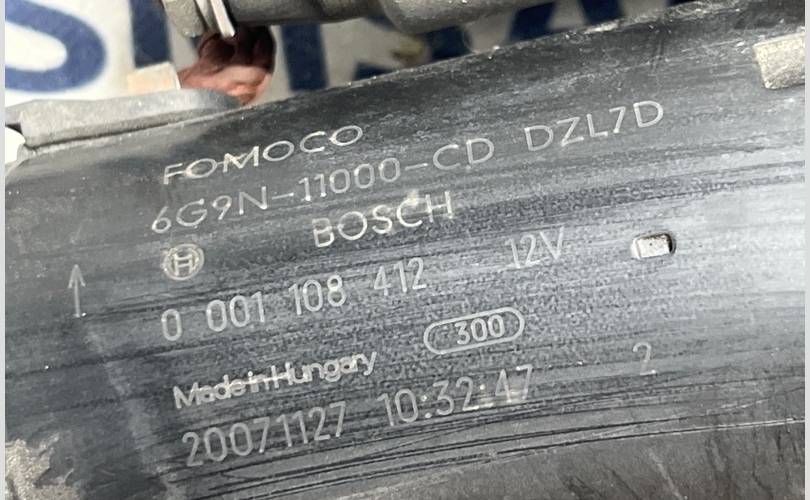 FOMOCO
6G9N-11000-CD DZL7D
BOSCH
0 001 108 412 12V
300
Made in Hungary
20071127 10:32:47 2